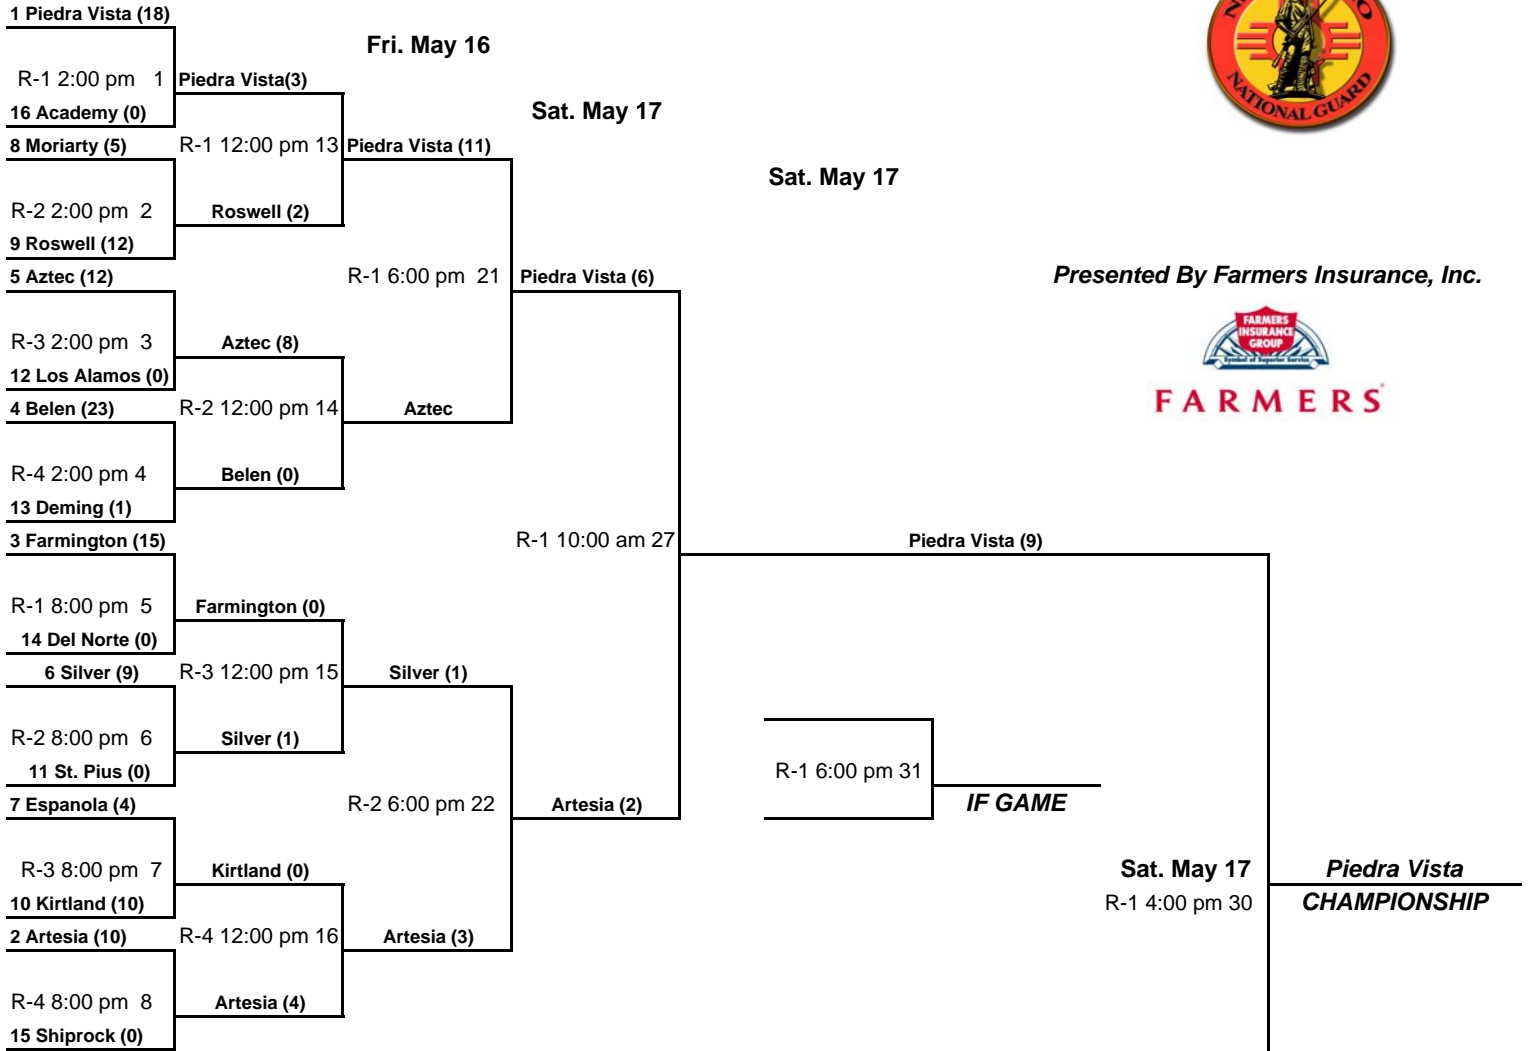 1 Piedra Vista (18)
Fri. May 16
R-1 2:00 pm 1
Piedra Vista(3)
16 Academy (0)
Sat. May 17
8 Moriarty (5)
R-1 12:00 pm 13
Piedra Vista (11)
Sat. May 17
R-2 2:00 pm 2
Roswell (2)
9 Roswell (12)
5 Aztec (12)
R-1 6:00 pm 21
Piedra Vista (6)
Presented By Farmers Insurance, Inc.
R-3 2:00 pm 3
Aztec (8)
12 Los Alamos (0)
4 Belen (23)
R-2 12:00 pm 14
Aztec
R-4 2:00 pm 4
Belen (0)
13 Deming (1)
3 Farmington (15)
R-1 10:00 am 27
Piedra Vista (9)
R-1 8:00 pm 5
Farmington (0)
14 Del Norte (0)
6 Silver (9)
R-3 12:00 pm 15
Silver (1)
R-2 8:00 pm 6
Silver (1)
11 St. Pius (0)
R-1 6:00 pm 31
7 Espanola (4)
R-2 6:00 pm 22
Artesia (2)
IF GAME
R-3 8:00 pm 7
Kirtland (0)
Sat. May 17
Piedra Vista
10 Kirtland (10)
R-1 4:00 pm 30
CHAMPIONSHIP
2 Artesia (10)
R-4 12:00 pm 16
Artesia (3)
R-4 8:00 pm 8
Artesia (4)
15 Shiprock (0)
NATIONAL GUARD
FARMERS
INSURANCE
GROUP
Symbol of Superior Service
FARMERS